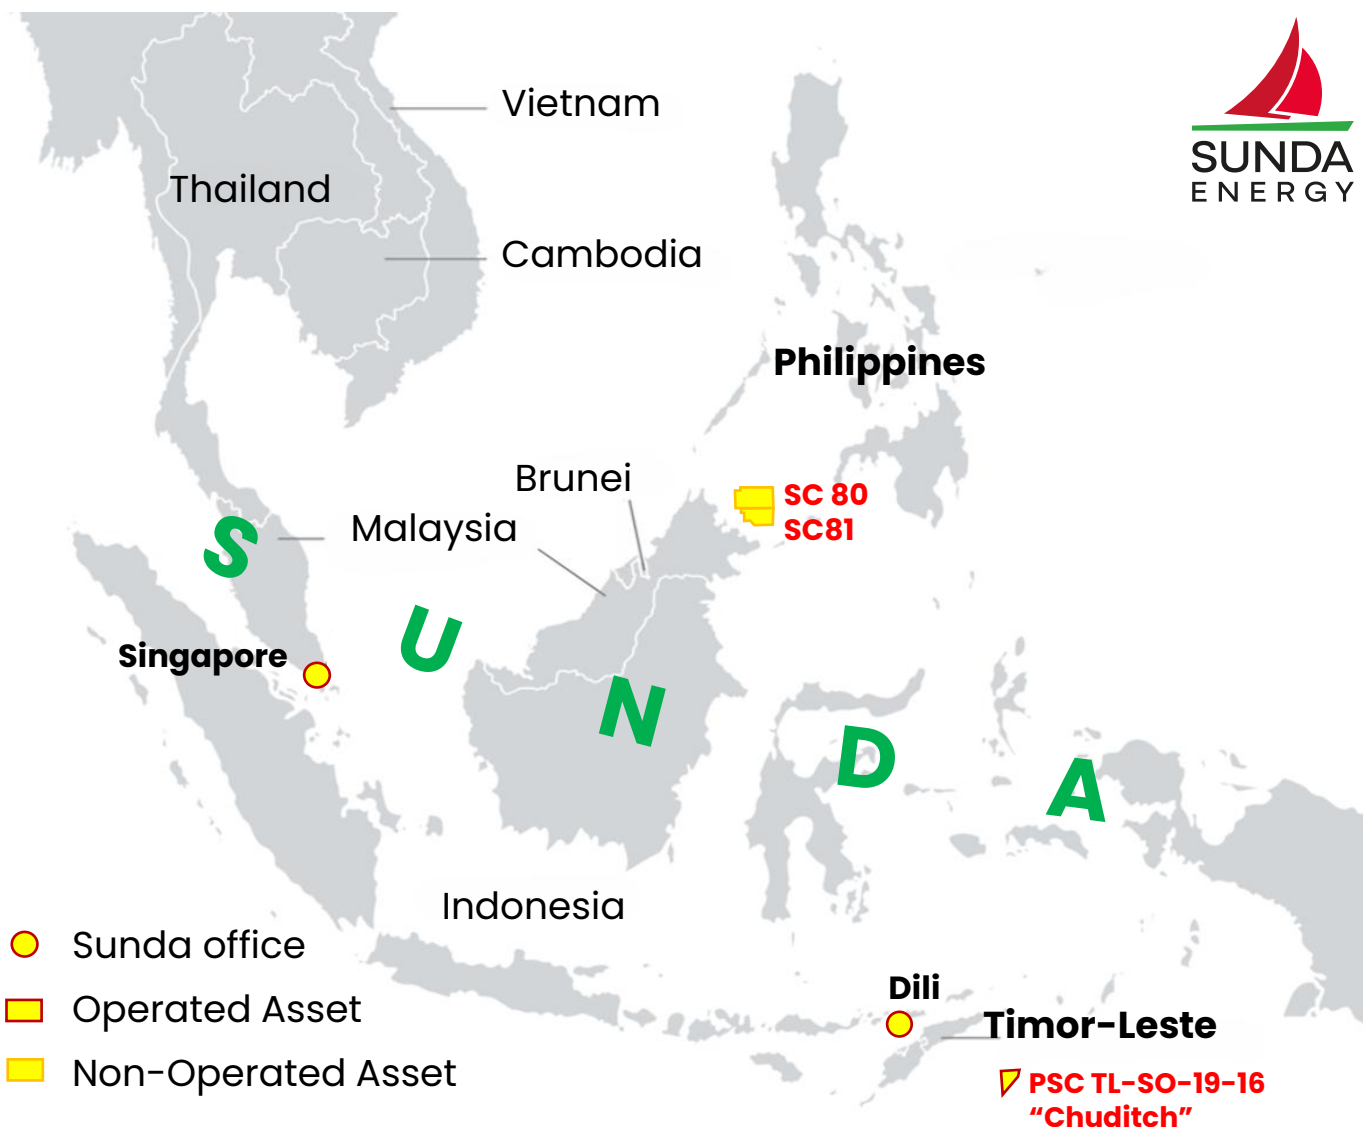 Vietnam
SUNDA
ENERGY
Thailand
Cambodia
Philippines
Brunei
SC 80
Malaysia
SC81
S
U
N
D
A
Singapore
Indonesia
Sunda office
Operated Asset
Non-Operated Asset
Dili
Timor-Leste
PSC TL-SO-19-16
“Chuditch”